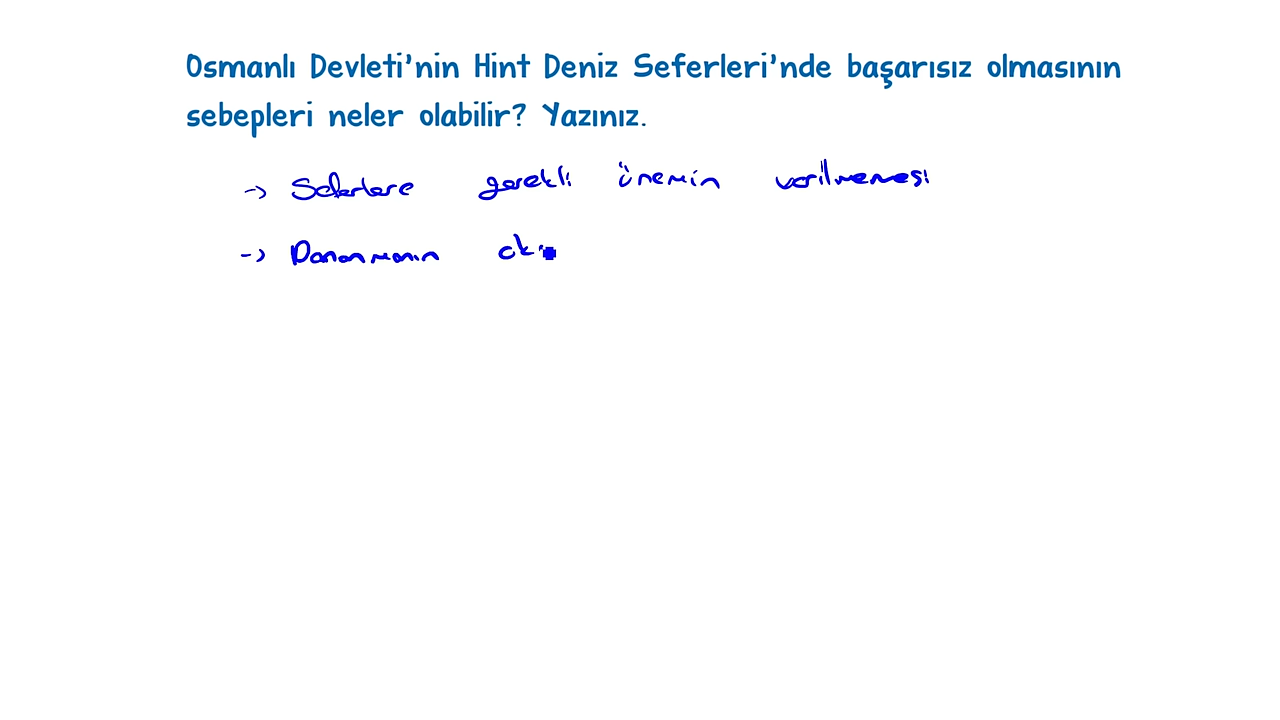 Osmanlı Devleti'nin Hint Deniz Seferleri'nde başarısız olmasının
sebepleri neler olabilir? Yazınız.
-> Seferlere gerekli önemin verilmemesi
-> Donanmanın